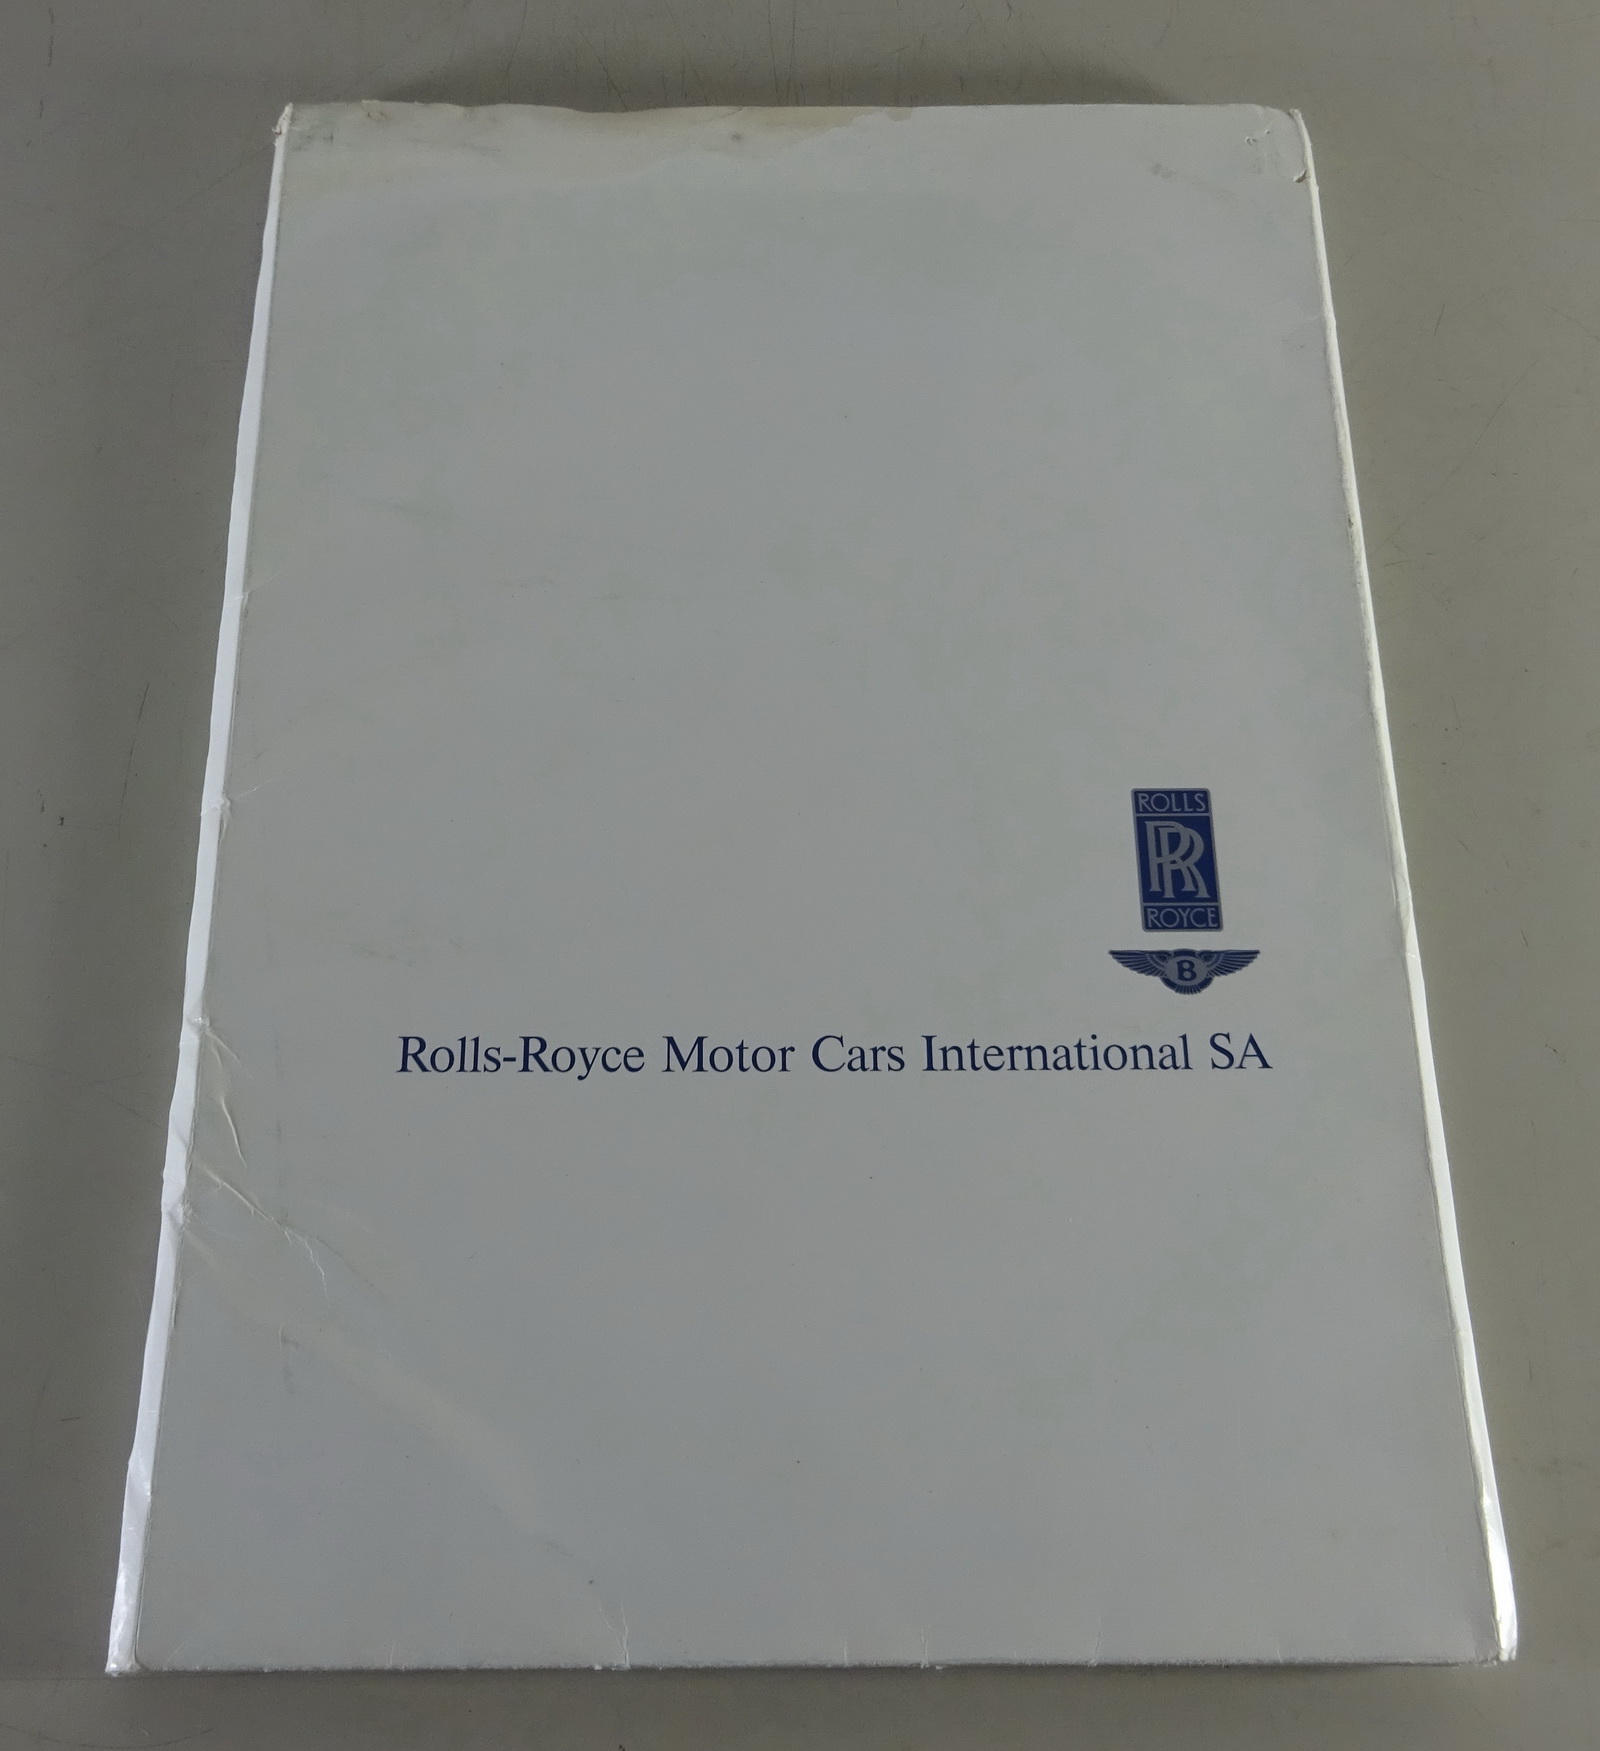 ROLLS
RR
ROYCE
B
Rolls-Royce Motor Cars International SA